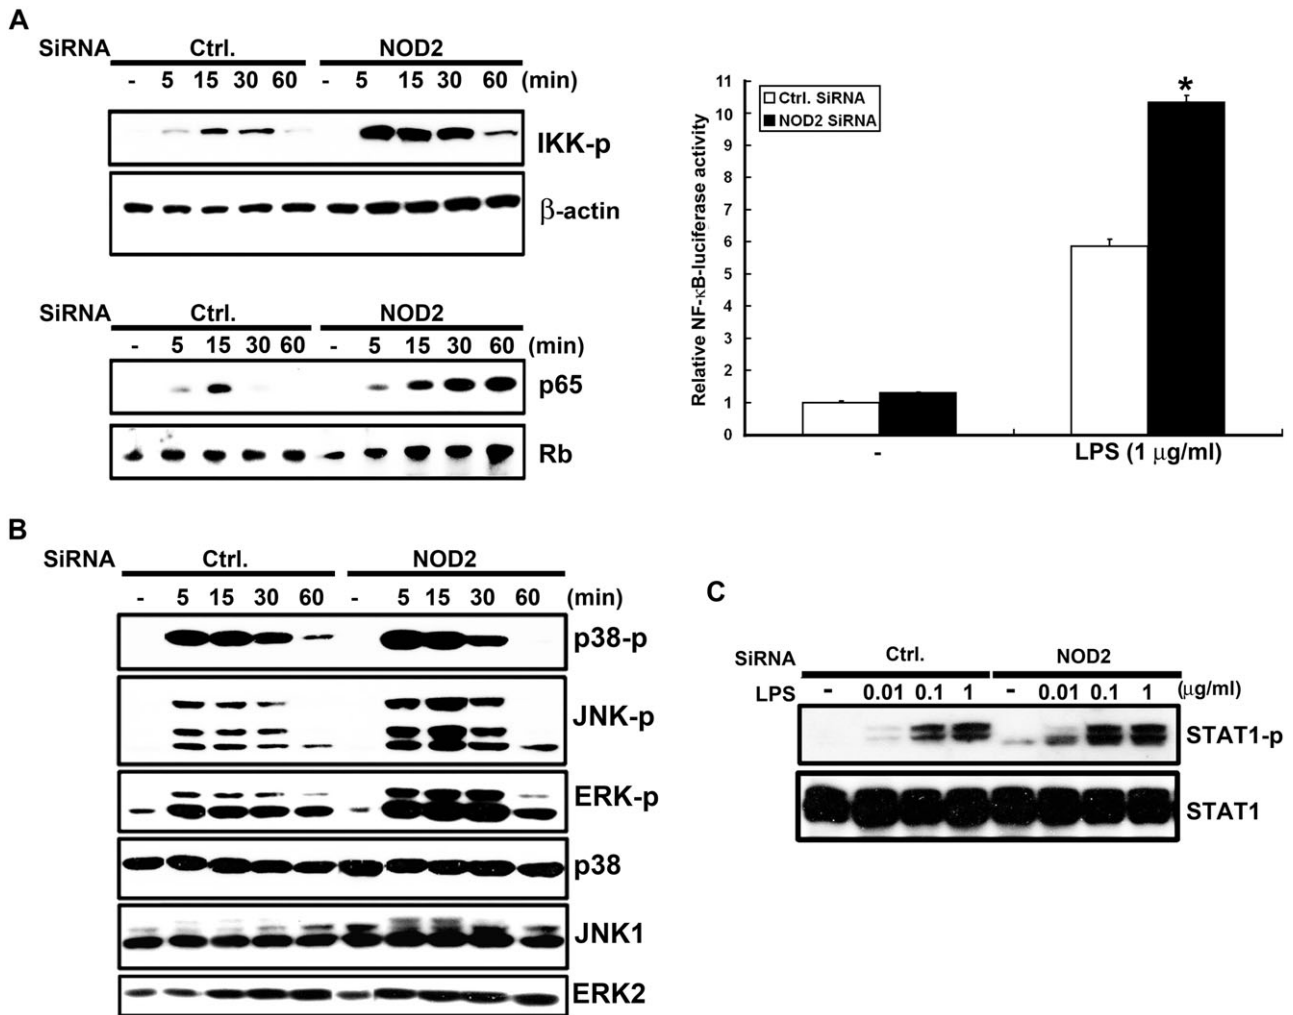 A
SiRNA Ctrl. NOD2
- 5 15 30 60 - 5 15 30 60 (min)
IKK-p
β-actin
SiRNA Ctrl. NOD2
- 5 15 30 60 - 5 15 30 60 (min)
p65
Rb
Relative NF-κB-luciferase activity
11
10
9
8
7
6
5
4
3
2
1
0
Ctrl. SiRNA
NOD2 SiRNA
*
- LPS (1 μg/ml)
B
SiRNA Ctrl. NOD2
- 5 15 30 60 - 5 15 30 60 (min)
p38-p
JNK-p
ERK-p
p38
JNK1
ERK2
C
SiRNA Ctrl. NOD2
LPS - 0.01 0.1 1 - 0.01 0.1 1 (μg/ml)
STAT1-p
STAT1